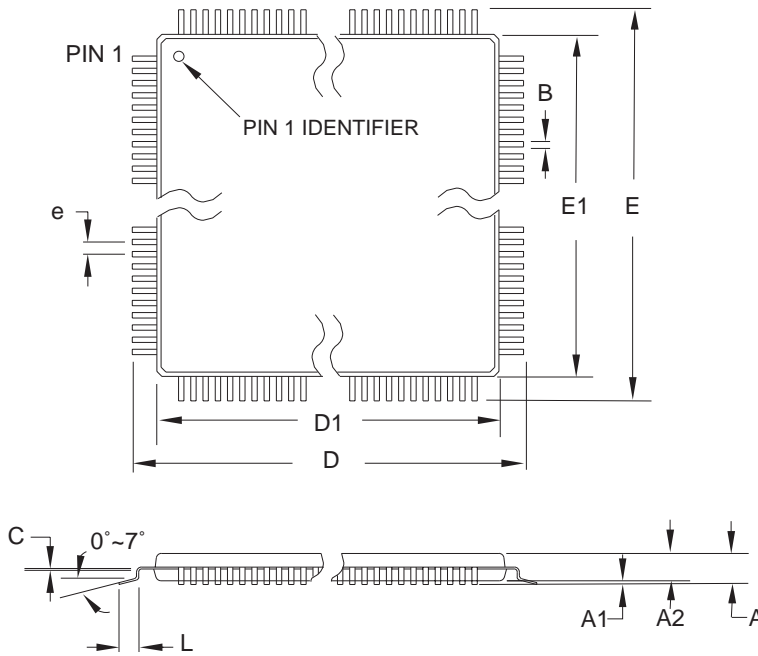 PIN 1
PIN 1 IDENTIFIER
B
e
E1
E
D1
D
C
0°~7°
A1
A2
A
L